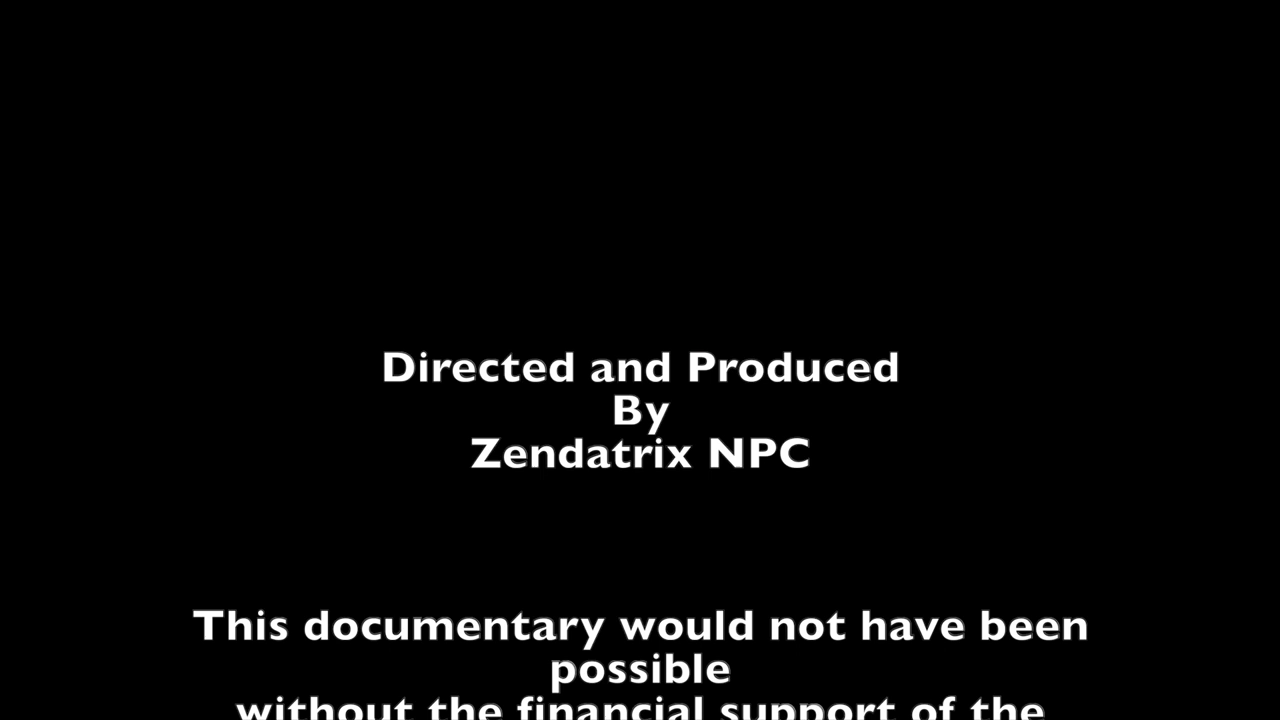 Directed and Produced
By
Zendatrix NPC
This documentary would not have been
possible
without the financial support of the